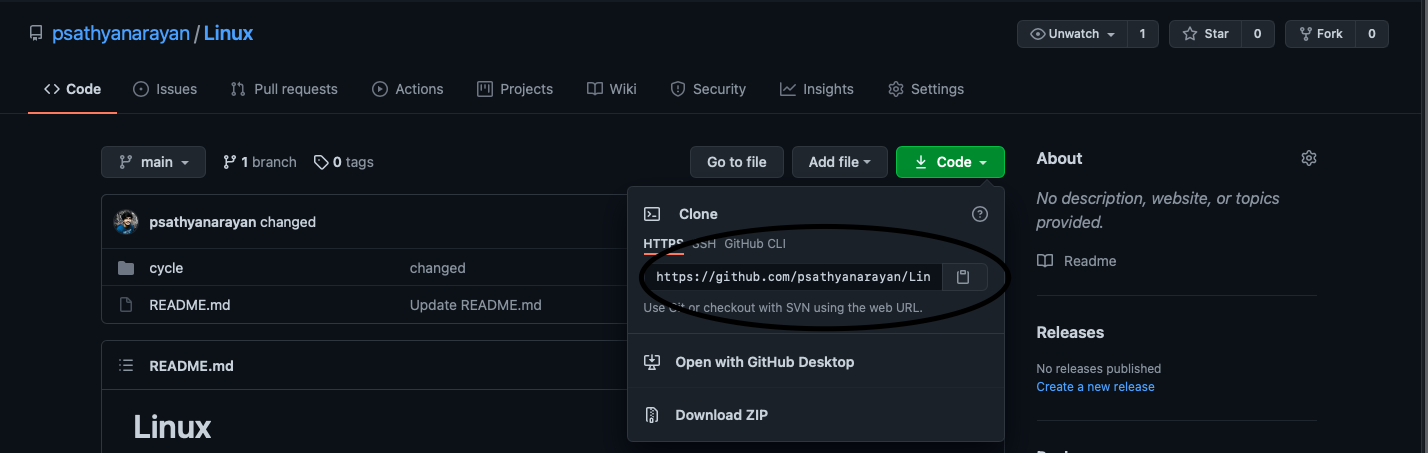 psathyanarayan / Linux
Unwatch 1 Star 0 Fork 0
Code Issues Pull requests Actions Projects Wiki Security Insights Settings
main 1 branch 0 tags Go to file Add file Code
psathyanarayan changed
cycle changed
README.md Update README.md
README.md
Linux
Clone
HTTPS SSH GitHub CLI
https://github.com/psathyanarayan/Lin
Use Git or checkout with SVN using the web URL.
Open with GitHub Desktop
Download ZIP
About
No description, website, or topics
provided.
Readme
Releases
No releases published
Create a new release